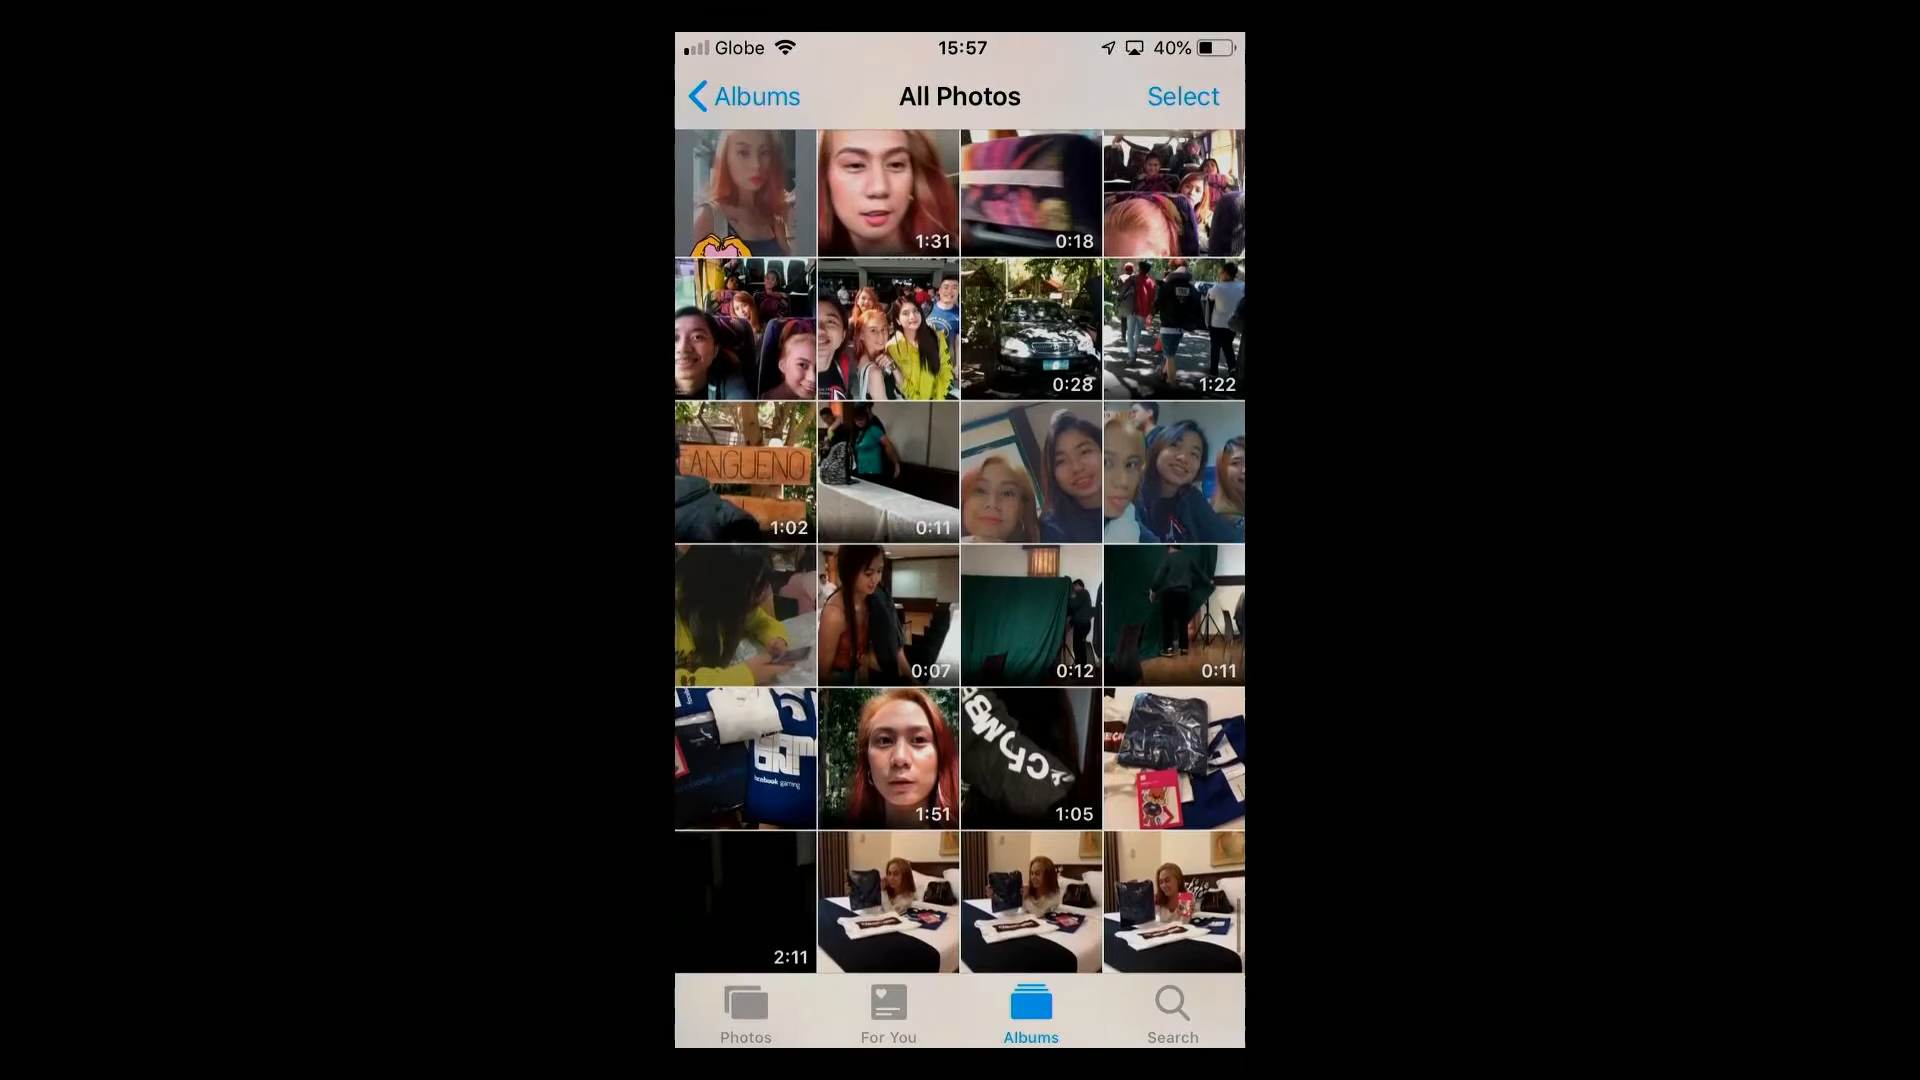 Globe 15:57 40%
Albums All Photos Select
1:31
0:18
0:28
1:22
ANGUENO
1:02
0:11
0:07
0:12
0:11
facebook gaming
1:51
1:05
2:11
Photos For You Albums Search